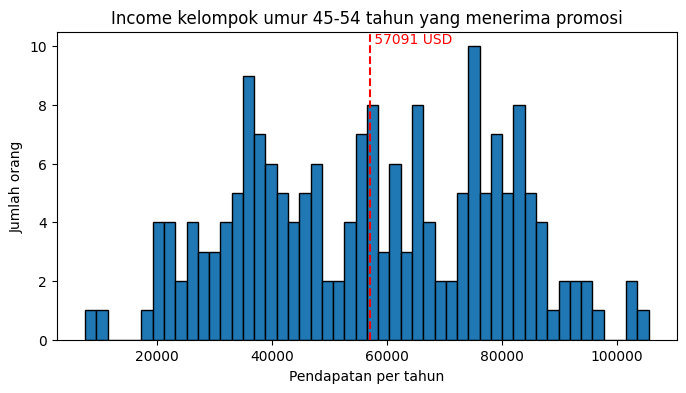 Income kelompok umur 45-54 tahun yang menerima promosi
57091 USD
10
8
6
4
2
0
Jumlah orang
20000 40000 60000 80000 100000
Pendapatan per tahun